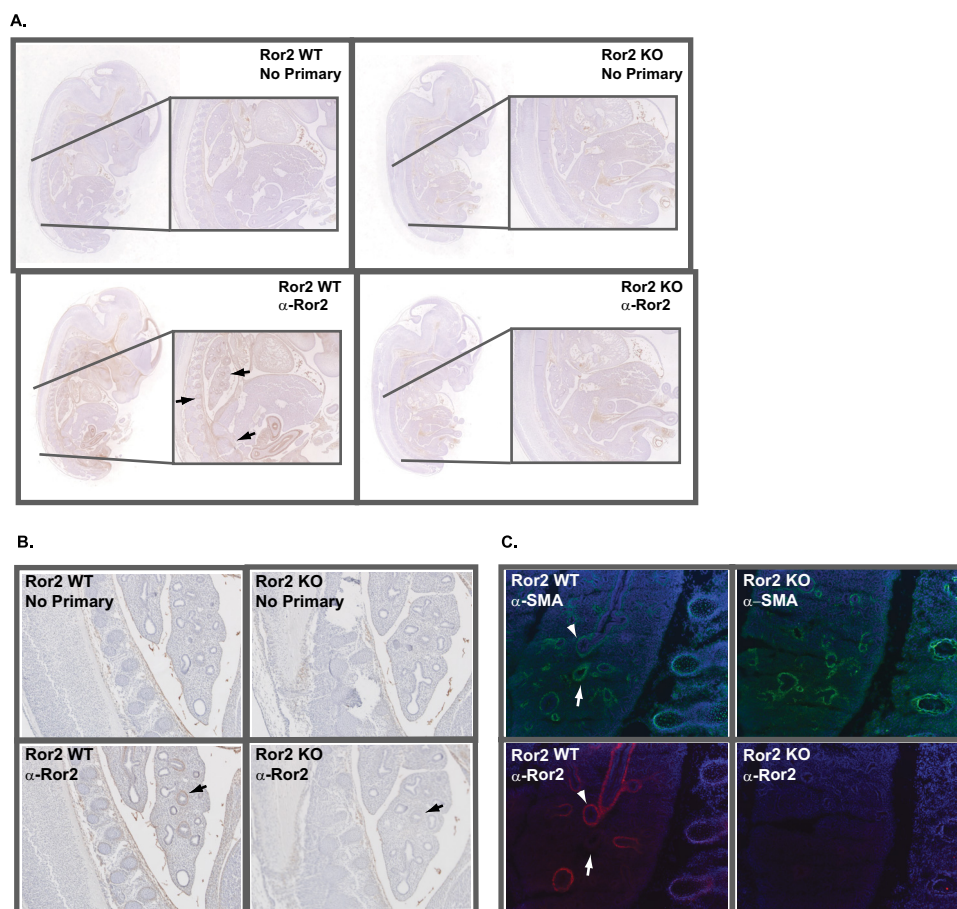 A.
Ror2 WT
No Primary
Ror2 KO
No Primary
Ror2 WT
α-Ror2
Ror2 KO
α-Ror2
B.
Ror2 WT
No Primary
Ror2 KO
No Primary
Ror2 WT
α-Ror2
Ror2 KO
α-Ror2
C.
Ror2 WT
α-SMA
Ror2 KO
α–SMA
Ror2 WT
α-Ror2
Ror2 KO
α-Ror2